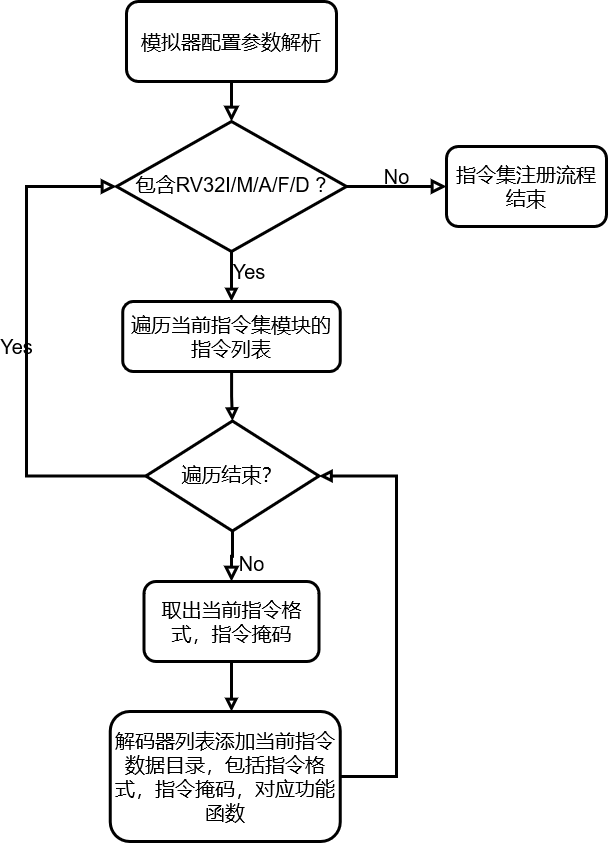 模拟器配置参数解析
包含RV32I/M/A/F/D？
No
指令集注册流程
结束
Yes
遍历当前指令集模块的
指令列表
Yes
遍历结束?
No
取出当前指令格
式，指令掩码
解码器列表添加当前指令
数据目录，包括指令格
式，指令掩码，对应功能
函数